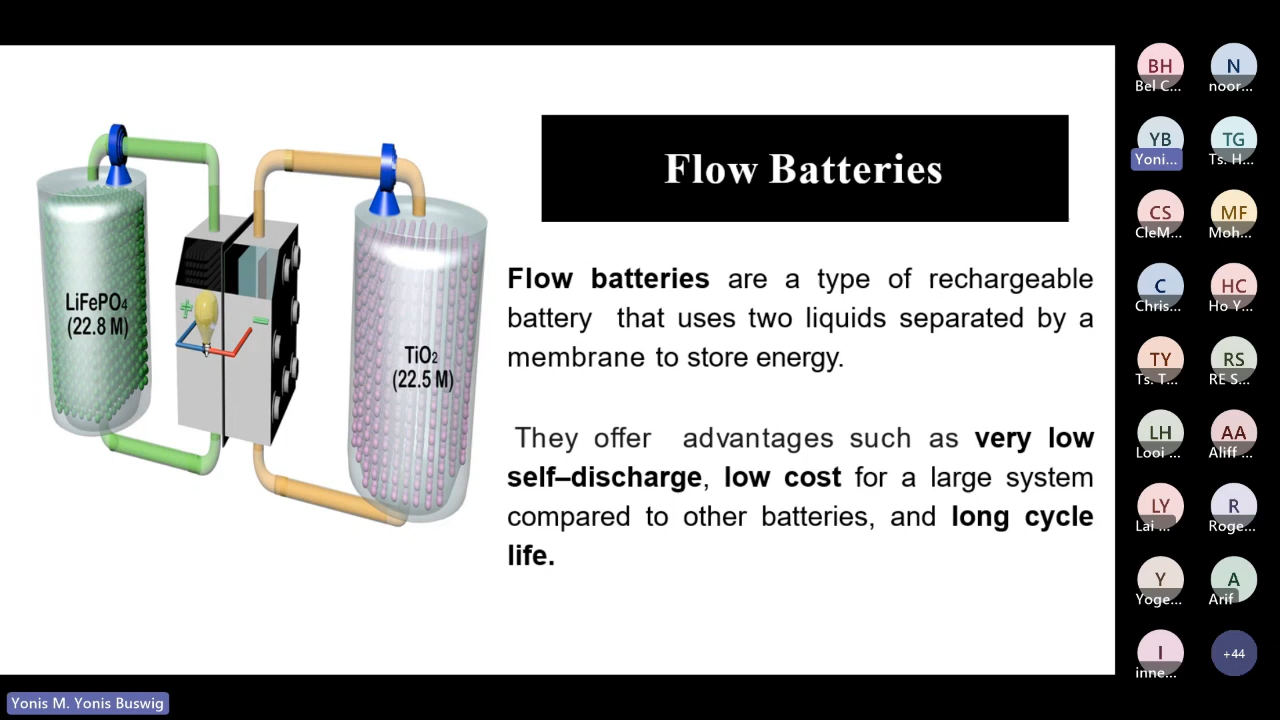 Flow Batteries
Flow batteries are a type of rechargeable
battery that uses two liquids separated by a
membrane to store energy.
They offer advantages such as very low
self–discharge, low cost for a large system
compared to other batteries, and long cycle
life.
LiFePO₄
(22.8 M)
+
–
TiO₂
(22.5 M)
BH
Bel C...
N
noor...
YB
Yoni...
TG
Ts. H...
CS
CleM...
MF
Moh...
C
Chris...
HC
Ho Y...
TY
Ts. T...
RS
RE S...
LH
Looi ...
AA
Aliff ...
LY
Lai ...
R
Roge...
Y
Yoge...
A
Arif
I
inne...
+44
Yonis M. Yonis Buswig